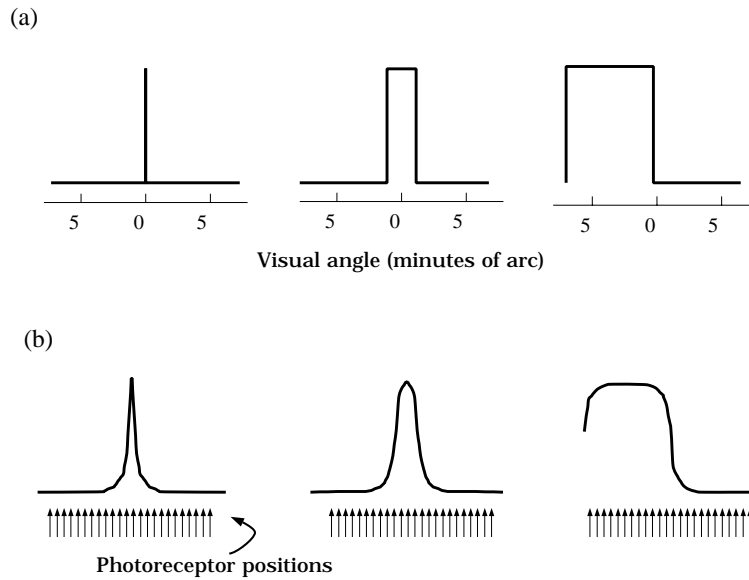 (a)
5 0 5
5 0 5
5 0 5
Visual angle (minutes of arc)
(b)
Photoreceptor positions